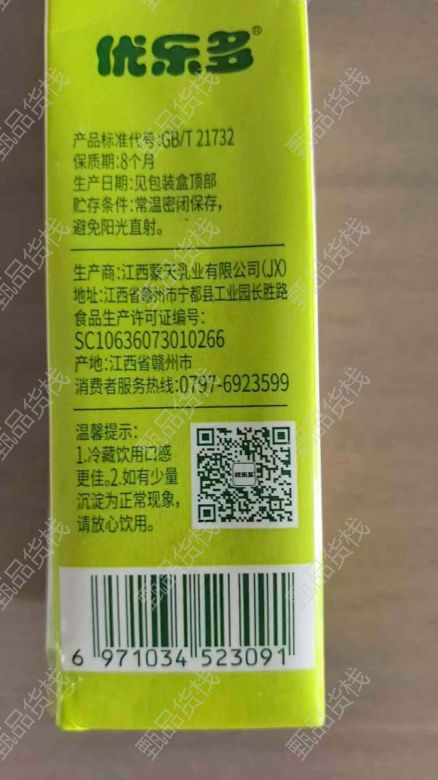 优乐多®
产品标准代号:GB/T 21732
保质期:8个月
生产日期:见包装盒顶部
贮存条件:常温密闭保存,
避免阳光直射。
生产商:江西蒙天乳业有限公司(JX)
地址:江西省赣州市宁都县工业园长胜路
食品生产许可证编号:
SC10636073010266
产地:江西省赣州市
消费者服务热线:0797-6923599
温馨提示:
1.冷藏饮用口感
更佳。2.如有少量
沉淀为正常现象,
请放心饮用。
优乐多
6 971034 523091
甄品货栈